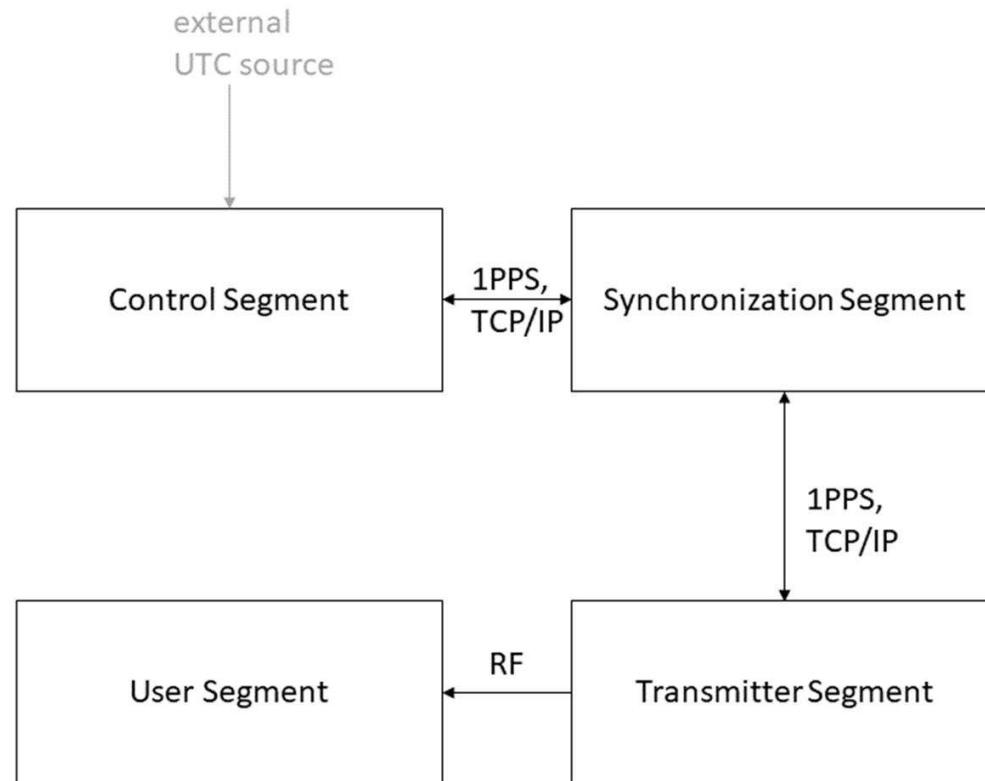 external
UTC source
Control Segment
1PPS,
TCP/IP
Synchronization Segment
1PPS,
TCP/IP
User Segment
RF
Transmitter Segment